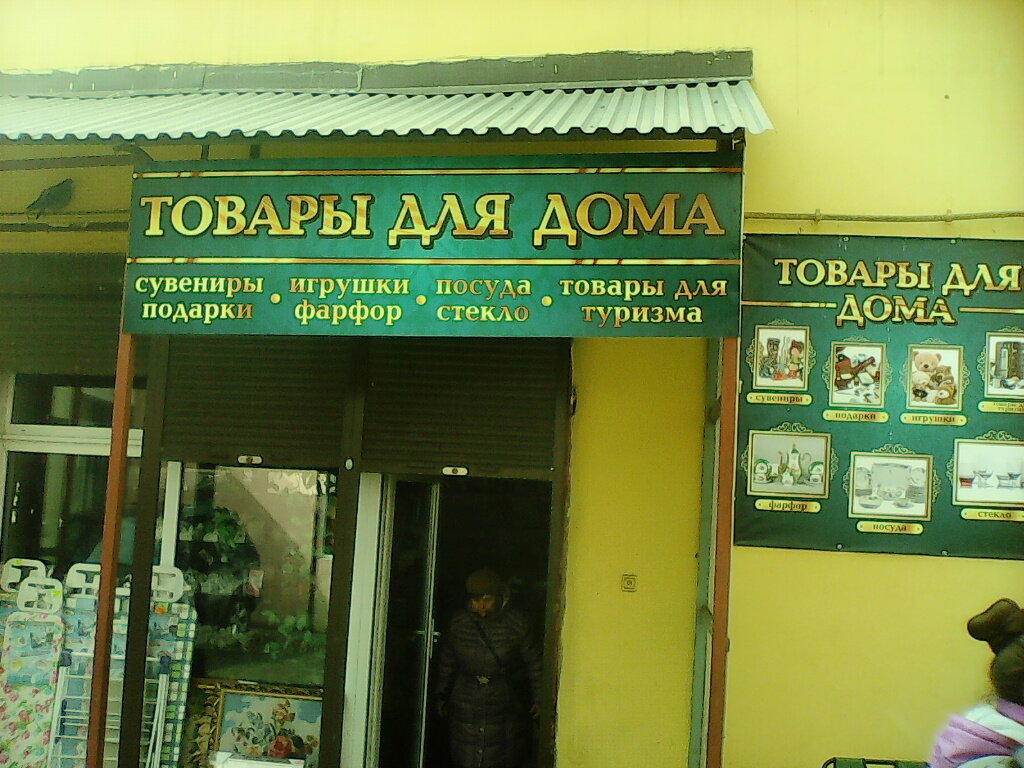 ТОВАРЫ ДЛЯ ДОМА
сувениры • игрушки • посуда • товары для
подарки фарфор стекло туризма
ТОВАРЫ ДЛЯ
ДОМА
сувениры
подарки
игрушки
фарфор
посуда
стекло